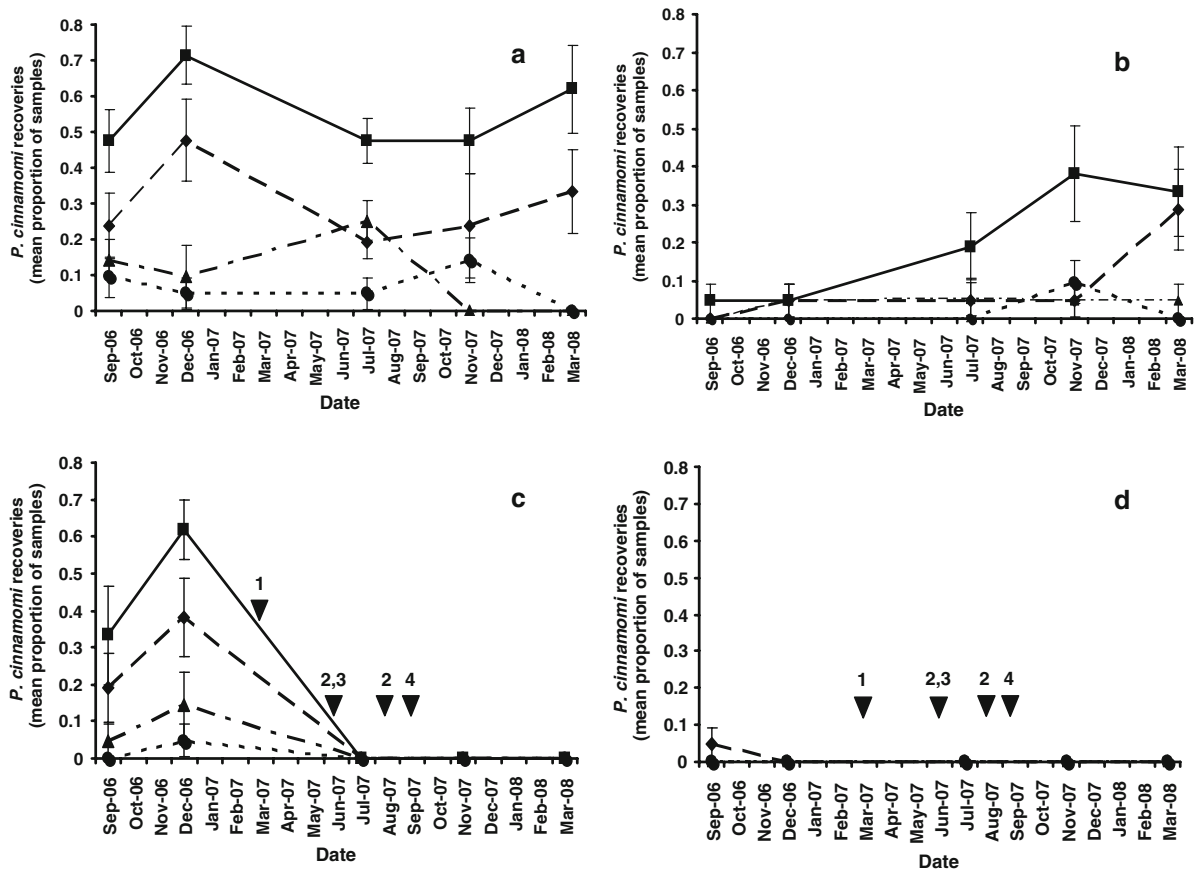 a
P. cinnamomi recoveries
(mean proportion of samples)
0.8
0.7
0.6
0.5
0.4
0.3
0.2
0.1
0
Sep-06
Oct-06
Nov-06
Dec-06
Jan-07
Feb-07
Mar-07
Apr-07
May-07
Jun-07
Jul-07
Aug-07
Sep-07
Oct-07
Nov-07
Dec-07
Jan-08
Feb-08
Mar-08
Date
b
P. cinnamomi recoveries
(mean proportion of samples)
0.8
0.7
0.6
0.5
0.4
0.3
0.2
0.1
0
Sep-06
Oct-06
Nov-06
Dec-06
Jan-07
Feb-07
Mar-07
Apr-07
May-07
Jun-07
Jul-07
Aug-07
Sep-07
Oct-07
Nov-07
Dec-07
Jan-08
Feb-08
Mar-08
Date
c
P. cinnamomi recoveries
(mean proportion of samples)
0.8
0.7
0.6
0.5
0.4
0.3
0.2
0.1
0
1
2,3
2
4
Sep-06
Oct-06
Nov-06
Dec-06
Jan-07
Feb-07
Mar-07
Apr-07
May-07
Jun-07
Jul-07
Aug-07
Sep-07
Oct-07
Nov-07
Dec-07
Jan-08
Feb-08
Mar-08
Date
d
P. cinnamomi recoveries
(mean proportion of samples)
0.8
0.7
0.6
0.5
0.4
0.3
0.2
0.1
0
1
2,3
2
4
Sep-06
Oct-06
Nov-06
Dec-06
Jan-07
Feb-07
Mar-07
Apr-07
May-07
Jun-07
Jul-07
Aug-07
Sep-07
Oct-07
Nov-07
Dec-07
Jan-08
Feb-08
Mar-08
Date